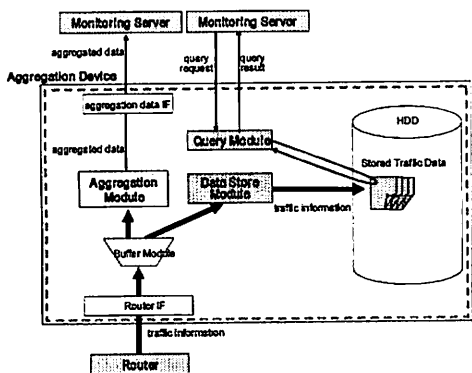 Monitoring Server
Monitoring Server
aggregated data
query
request
query
result
Aggregation Device
aggregation data IF
HDD
aggregated data
Query Module
Stored Traffic Data
Aggregation
Module
Data Store
Module
traffic information
Buffer Module
Router IF
traffic information
Router